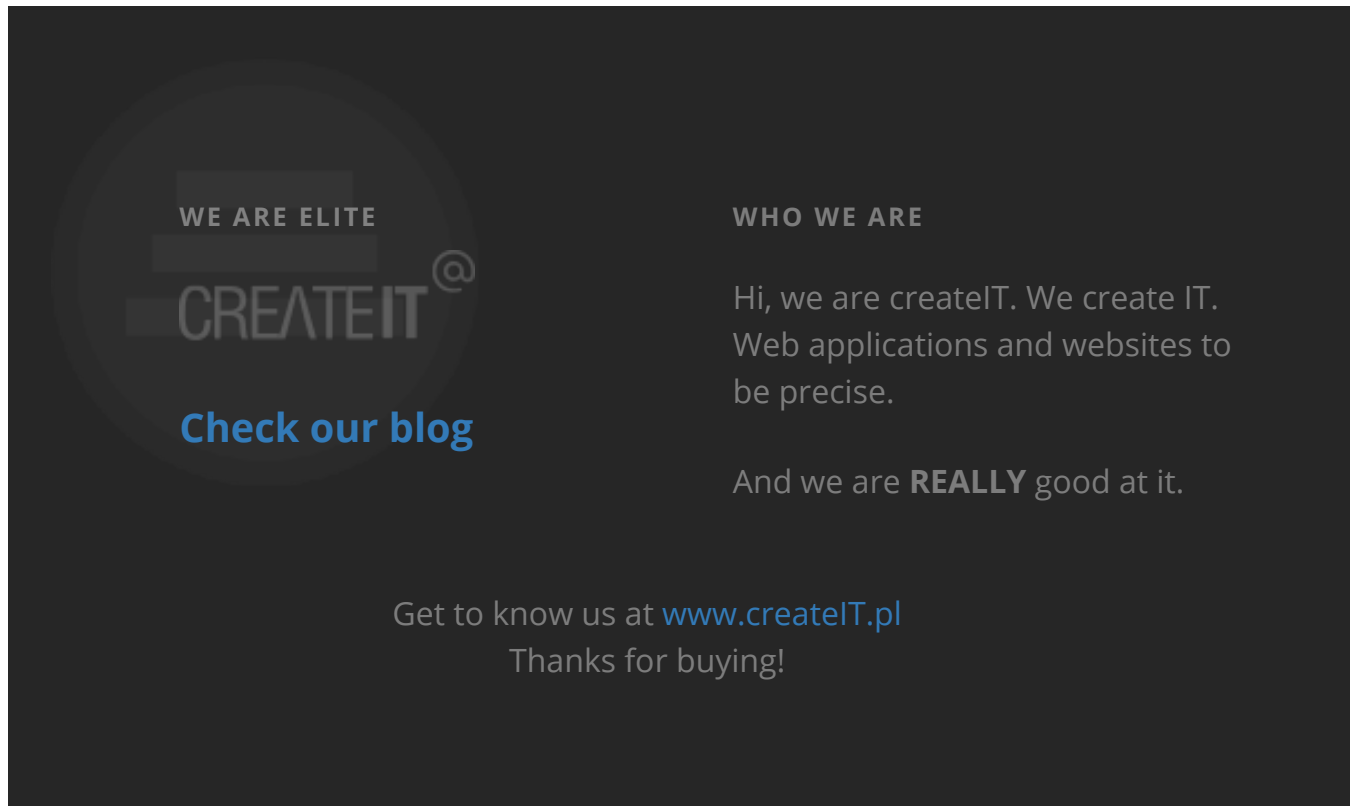 WE ARE ELITE
CREATEIT@
Check our blog
WHO WE ARE
Hi, we are createIT. We create IT.
Web applications and websites to
be precise.
And we are REALLY good at it.
Get to know us at www.createIT.pl
Thanks for buying!